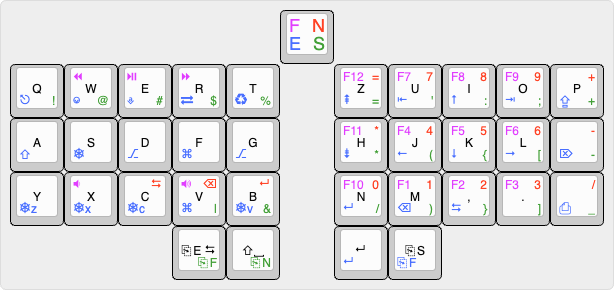 F N
E S
⏪ ⏯ ⏩ F12 = F7 7 F8 8 F9 9 +
Q W E R T Z U I O P
⎋ ! @ ⇣ # ⇄ $ ♻ % ⇞ = ⇤ ' ↑ : ⇥ ; ⇪ +
F11 * F4 4 F5 5 F6 6 -
A S D F G H J K L
⇧ ❄ ⌥ ⌘ ⌥ ⇟ * ← ( ↓ { → [ ⌦ -
🔈 ⇆ 🔊 ⌫ ↵ F10 0 F1 1 F2 2 F3 3 /
Y X C V B N M , .
❄z ❄x ❄c ⌘ | ❄v & ↵ / ⌫ ) ⇆ } ] ⎙ _
⎘E ⇆ ⇧ ⎵ ↵ ⎘S
⎘F ⎘N ↵ ⎘F